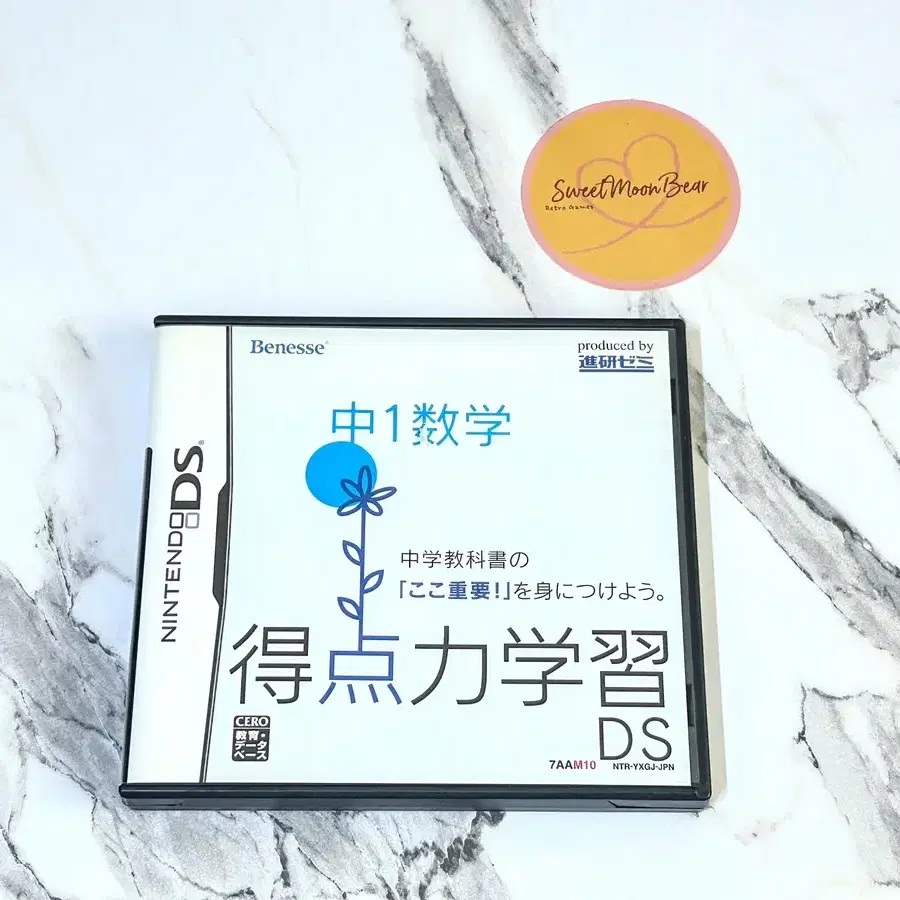 SweetMoonBear
Retro Games
NINTENDO DS®
Benesse®
produced by
進研ゼミ
中1数学
中学教科書の
「ここ重要!」を身につけよう。
得点力学習
DS
CERO
教育・
データ
ベース
7AAM10
NTR-YXGJ-JPN